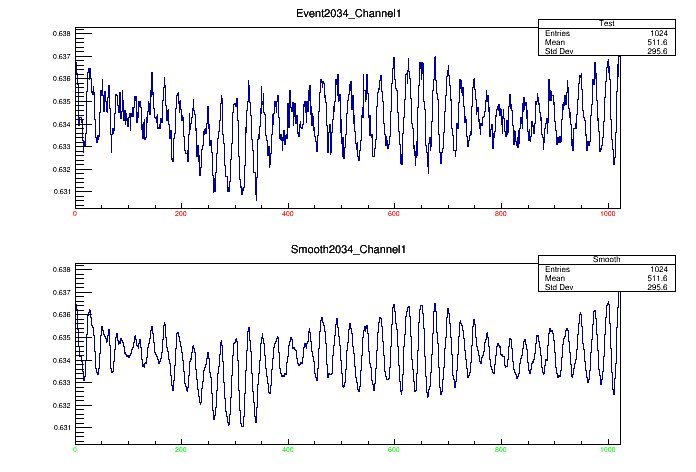 Event2034_Channel1
Test
Entries 1024
Mean 511.6
Std Dev 295.6
0.638
0.637
0.636
0.635
0.634
0.633
0.632
0.631
0 200 400 600 800 1000
Smooth2034_Channel1
Smooth
Entries 1024
Mean 511.6
Std Dev 295.6
0.638
0.637
0.636
0.635
0.634
0.633
0.632
0.631
0 200 400 600 800 1000